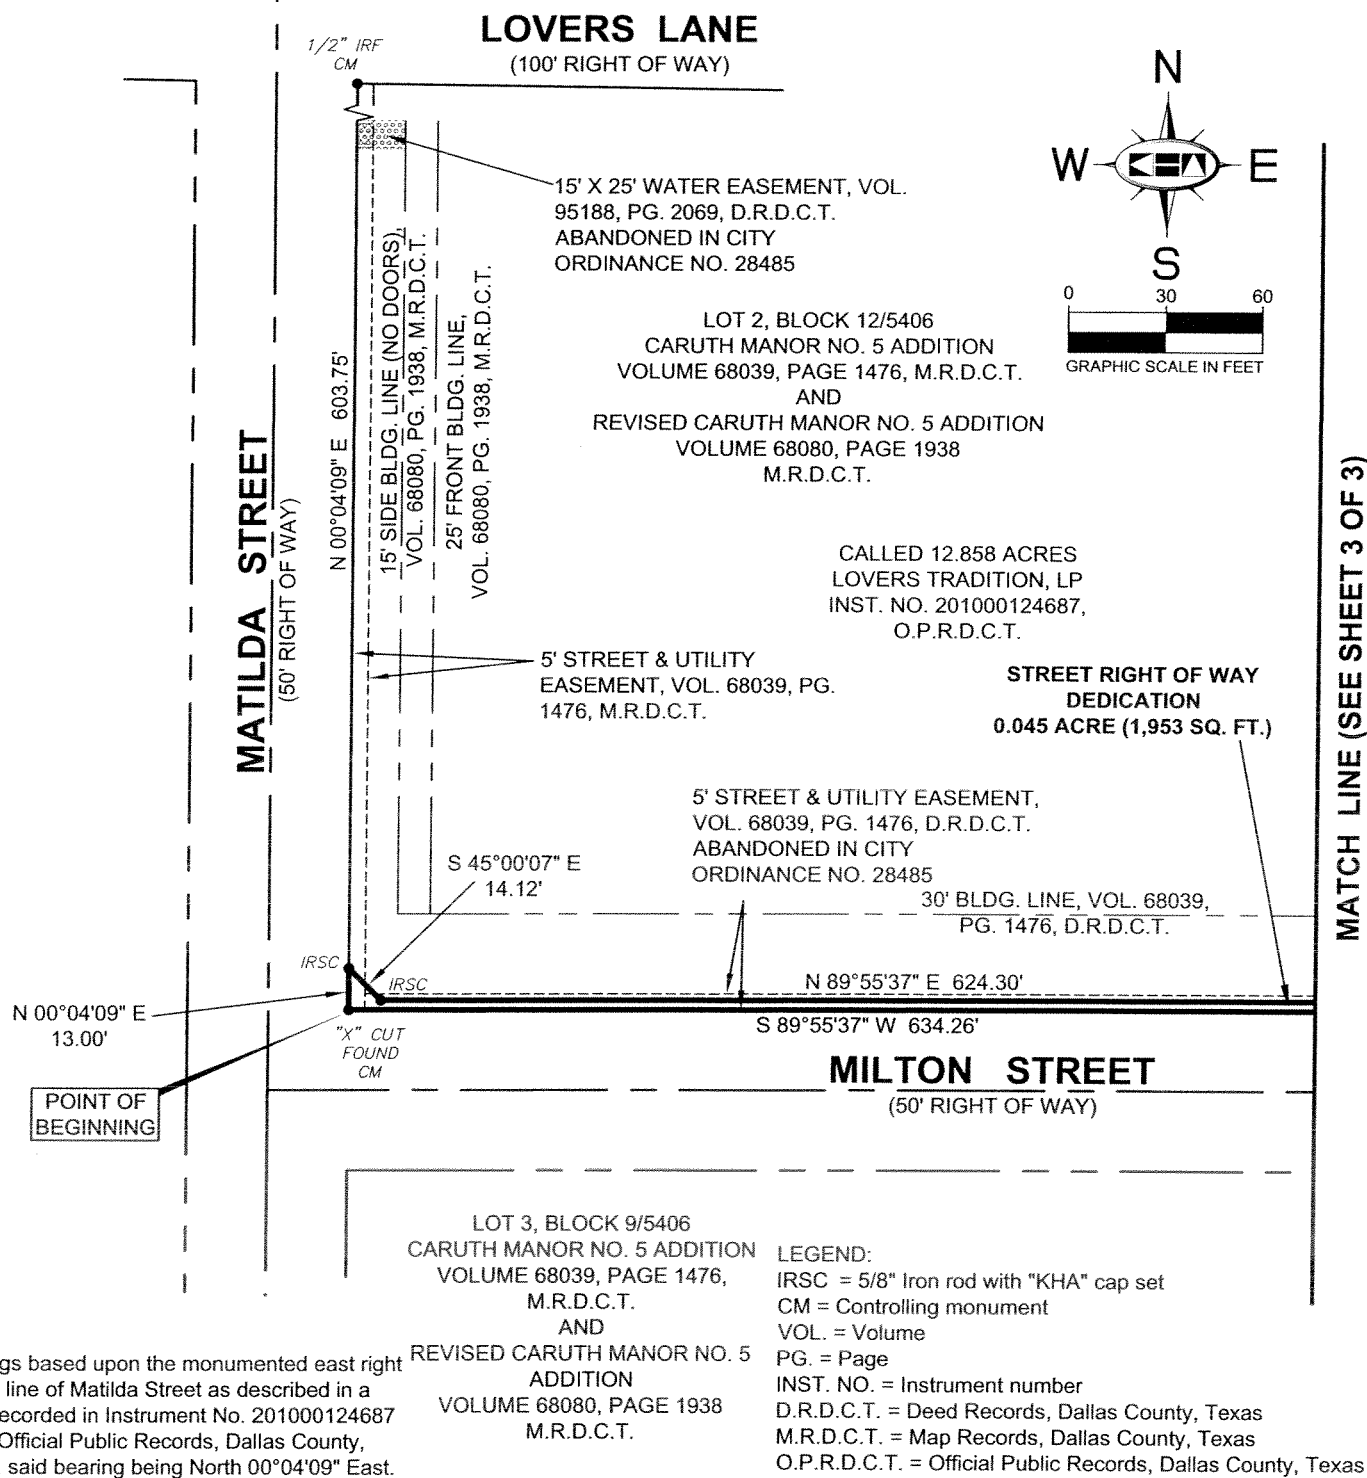 LOVERS LANE
(100' RIGHT OF WAY)
1/2" IRF
CM
N
W
E
S
KHA
0 30 60
GRAPHIC SCALE IN FEET
15' X 25' WATER EASEMENT, VOL.
95188, PG. 2069, D.R.D.C.T.
ABANDONED IN CITY
ORDINANCE NO. 28485
LOT 2, BLOCK 12/5406
CARUTH MANOR NO. 5 ADDITION
VOLUME 68039, PAGE 1476, M.R.D.C.T.
AND
REVISED CARUTH MANOR NO. 5 ADDITION
VOLUME 68080, PAGE 1938
M.R.D.C.T.
MATILDA STREET
(50' RIGHT OF WAY)
N 00°04'09" E 603.75'
15' SIDE BLDG. LINE (NO DOORS),
VOL. 68080, PG. 1938, M.R.D.C.T.
25' FRONT BLDG. LINE,
VOL. 68080, PG. 1938, M.R.D.C.T.
CALLED 12.858 ACRES
LOVERS TRADITION, LP
INST. NO. 201000124687,
O.P.R.D.C.T.
5' STREET & UTILITY
EASEMENT, VOL. 68039, PG.
1476, M.R.D.C.T.
STREET RIGHT OF WAY
DEDICATION
0.045 ACRE (1,953 SQ. FT.)
MATCH LINE (SEE SHEET 3 OF 3)
5' STREET & UTILITY EASEMENT,
VOL. 68039, PG. 1476, D.R.D.C.T.
ABANDONED IN CITY
ORDINANCE NO. 28485
S 45°00'07" E
14.12'
30' BLDG. LINE, VOL. 68039,
PG. 1476, D.R.D.C.T.
IRSC
IRSC
N 89°55'37" E 624.30'
N 00°04'09" E
13.00'
S 89°55'37" W 634.26'
"X" CUT
FOUND
CM
MILTON STREET
(50' RIGHT OF WAY)
POINT OF
BEGINNING
LOT 3, BLOCK 9/5406
CARUTH MANOR NO. 5 ADDITION
VOLUME 68039, PAGE 1476,
M.R.D.C.T.
AND
REVISED CARUTH MANOR NO. 5
ADDITION
VOLUME 68080, PAGE 1938
M.R.D.C.T.
LEGEND:
IRSC = 5/8" Iron rod with "KHA" cap set
CM = Controlling monument
VOL. = Volume
PG. = Page
INST. NO. = Instrument number
D.R.D.C.T. = Deed Records, Dallas County, Texas
M.R.D.C.T. = Map Records, Dallas County, Texas
O.P.R.D.C.T. = Official Public Records, Dallas County, Texas
gs based upon the monumented east right
line of Matilda Street as described in a
ecorded in Instrument No. 201000124687
Official Public Records, Dallas County,
said bearing being North 00°04'09" East.